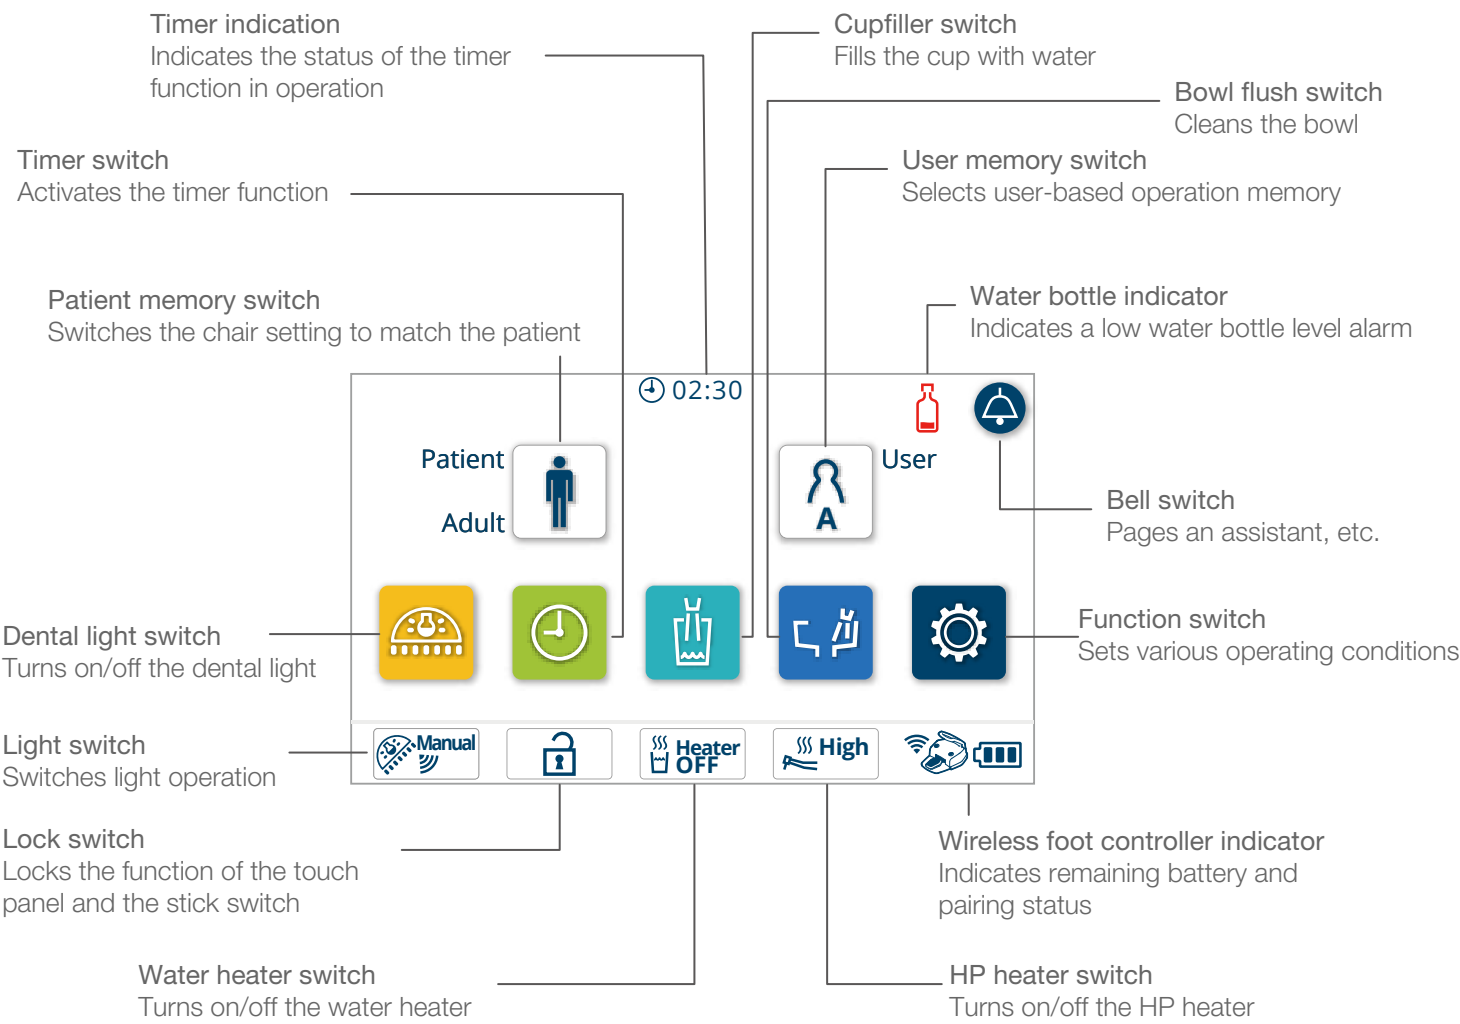 Timer indication
Indicates the status of the timer
function in operation
Cupfiller switch
Fills the cup with water
Bowl flush switch
Cleans the bowl
Timer switch
Activates the timer function
User memory switch
Selects user-based operation memory
Patient memory switch
Switches the chair setting to match the patient
Water bottle indicator
Indicates a low water bottle level alarm
02:30
Patient
Adult
User
A
Bell switch
Pages an assistant, etc.
Dental light switch
Turns on/off the dental light
Function switch
Sets various operating conditions
Light switch
Switches light operation
Manual
Heater
OFF
High
Lock switch
Locks the function of the touch
panel and the stick switch
Wireless foot controller indicator
Indicates remaining battery and
pairing status
Water heater switch
Turns on/off the water heater
HP heater switch
Turns on/off the HP heater